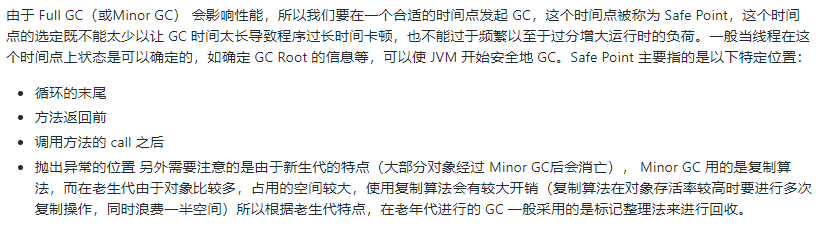 由于 Full GC（或Minor GC） 会影响性能，所以我们要在一个合适的时间点发起 GC，这个时间点被称为 Safe Point，这个时间
点的选定既不能太少以让 GC 时间太长导致程序过长时间卡顿，也不能过于频繁以至于过分增大运行时的负荷。一般当线程在这
个时间点上状态是可以确定的，如确定 GC Root 的信息等，可以使 JVM 开始安全地 GC。Safe Point 主要指的是以下特定位置：
• 循环的末尾
• 方法返回前
• 调用方法的 call 之后
• 抛出异常的位置 另外需要注意的是由于新生代的特点（大部分对象经过 Minor GC后会消亡）， Minor GC 用的是复制算
法，而在老生代由于对象比较多，占用的空间较大，使用复制算法会有较大开销（复制算法在对象存活率较高时要进行多次
复制操作，同时浪费一半空间）所以根据老生代特点，在老年代进行的 GC 一般采用的是标记整理法来进行回收。